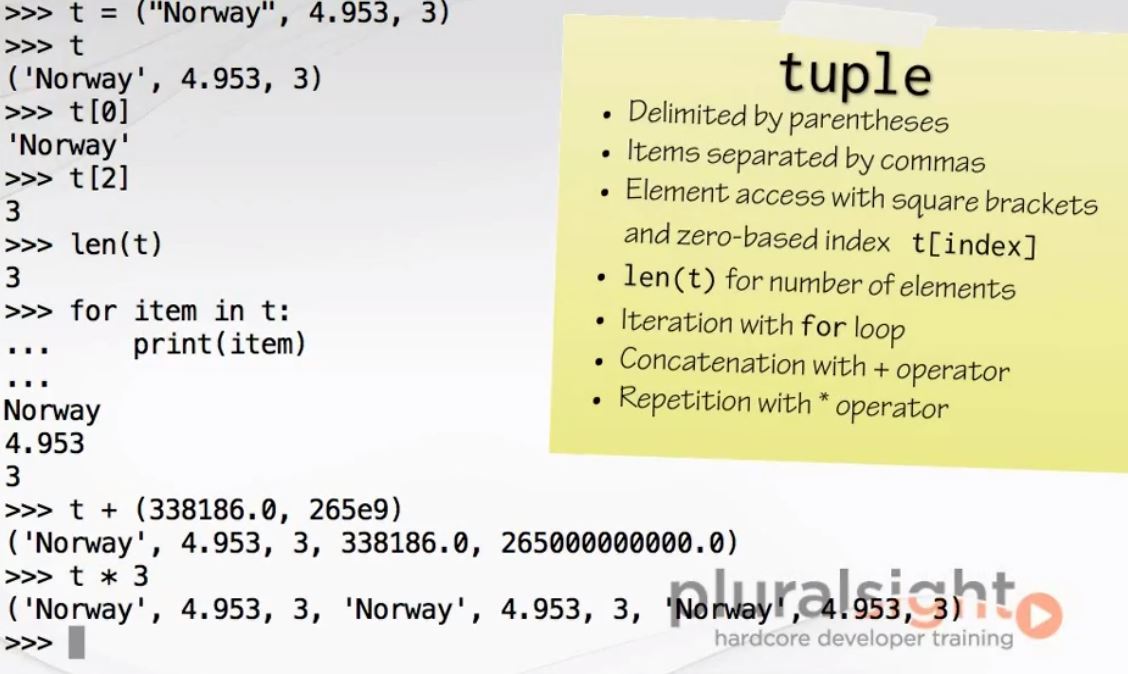 >>> t = ("Norway", 4.953, 3)
>>> t
('Norway', 4.953, 3)
>>> t[0]
'Norway'
>>> t[2]
3
>>> len(t)
3
>>> for item in t:
...     print(item)
...
Norway
4.953
3
>>> t + (338186.0, 265e9)
('Norway', 4.953, 3, 338186.0, 265000000000.0)
>>> t * 3
('Norway', 4.953, 3, 'Norway', 4.953, 3, 'Norway', 4.953, 3)
>>>
tuple
• Delimited by parentheses
• Items separated by commas
• Element access with square brackets
and zero-based index t[index]
• len(t) for number of elements
• Iteration with for loop
• Concatenation with + operator
• Repetition with * operator
pluralsight
hardcore developer training